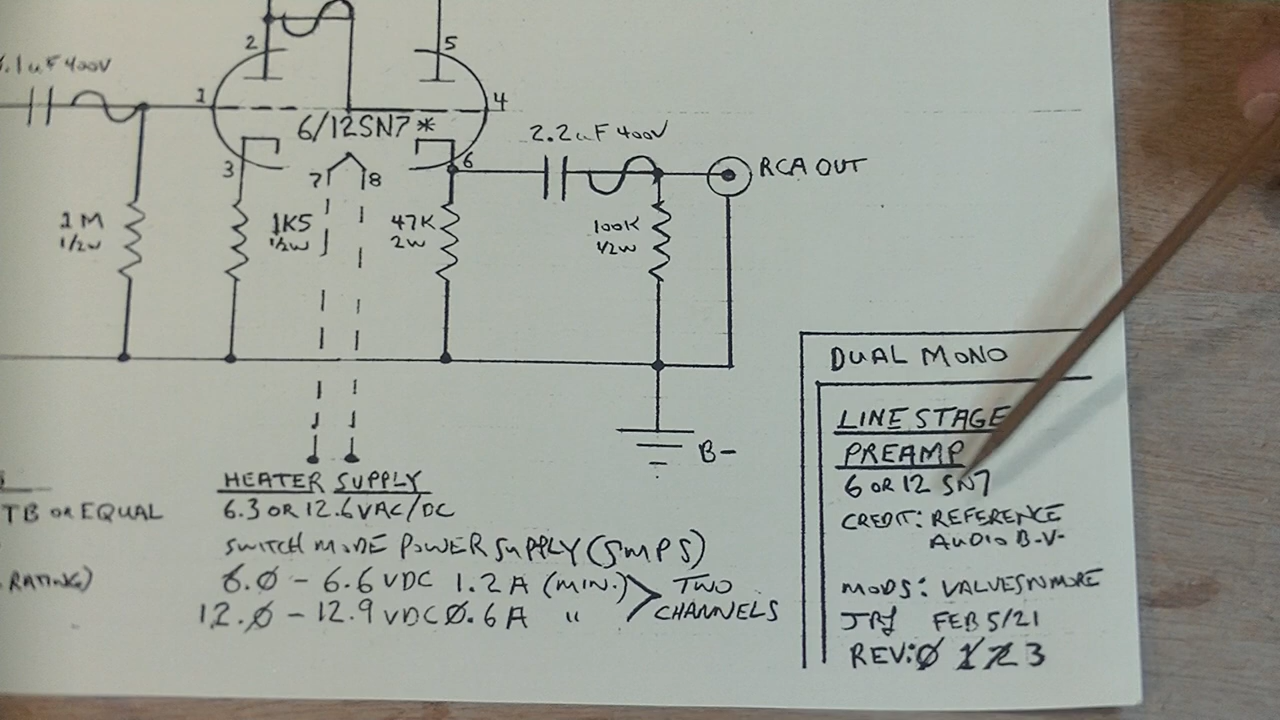 .1uF 400V
2
5
1
4
6/12SN7*
3
7
8
6
2.2uF 400V
RCA OUT
1M
1/2W
1K5
1/2W
47K
2W
100K
1/2W
B-
HEATER SUPPLY
6.3 OR 12.6VAC/DC
SWITCH MODE POWER SUPPLY (SMPS)
6.0 - 6.6 VDC 1.2 A (MIN.)
12.0 - 12.9 VDC 0.6 A "
TWO
CHANNELS
TB OR EQUAL
RATING)
DUAL MONO
LINE STAGE
PREAMP
6 OR 12 SN7
CREDIT: REFERENCE
AUDIO B.V.
MODS: VALVESNMORE
FEB 5/21
REV: 0 1 2 3